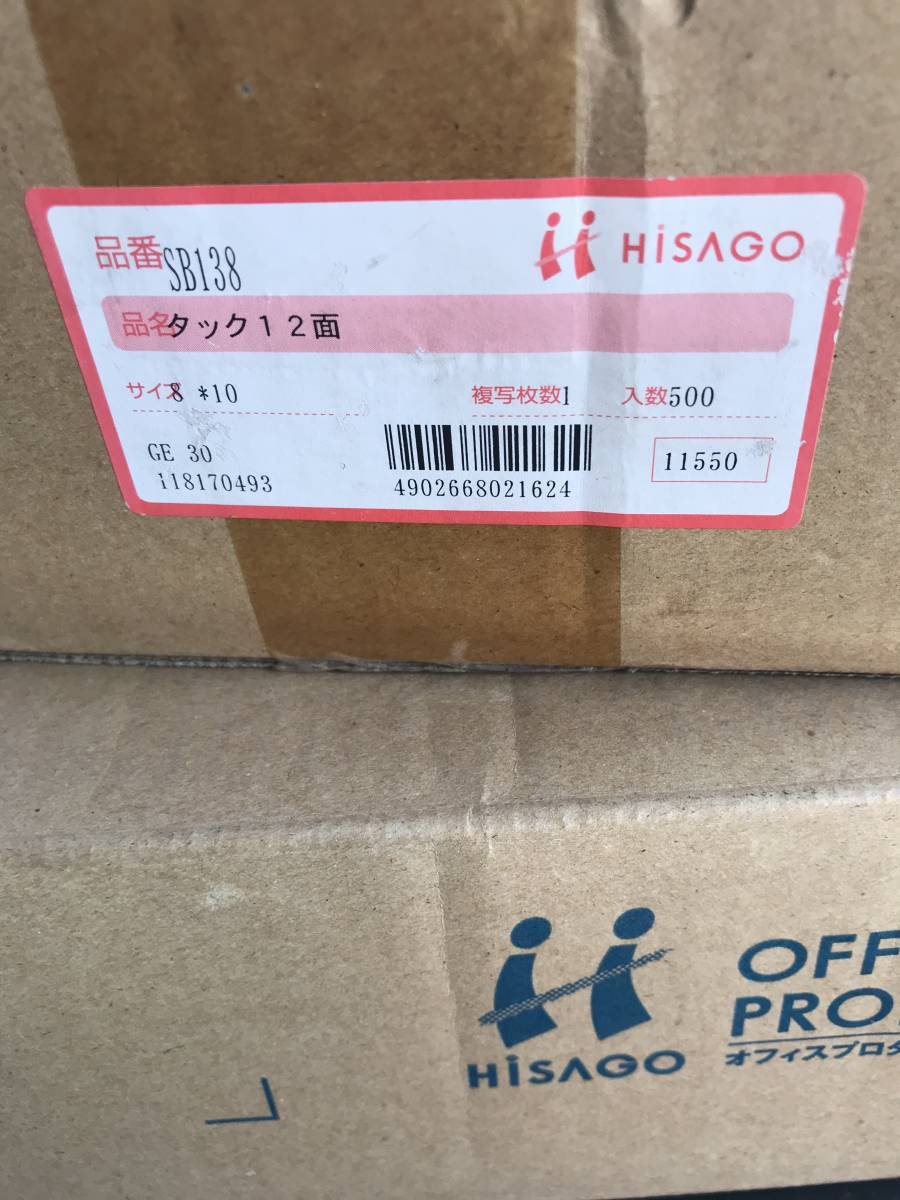 品番SB138
HiSAGO
品名タック１２面
サイズ8 *10
複写枚数1
入数500
GE 30
118170493
4902668021624
11550
HiSAGO
OFF
PRO
オフィスプロ